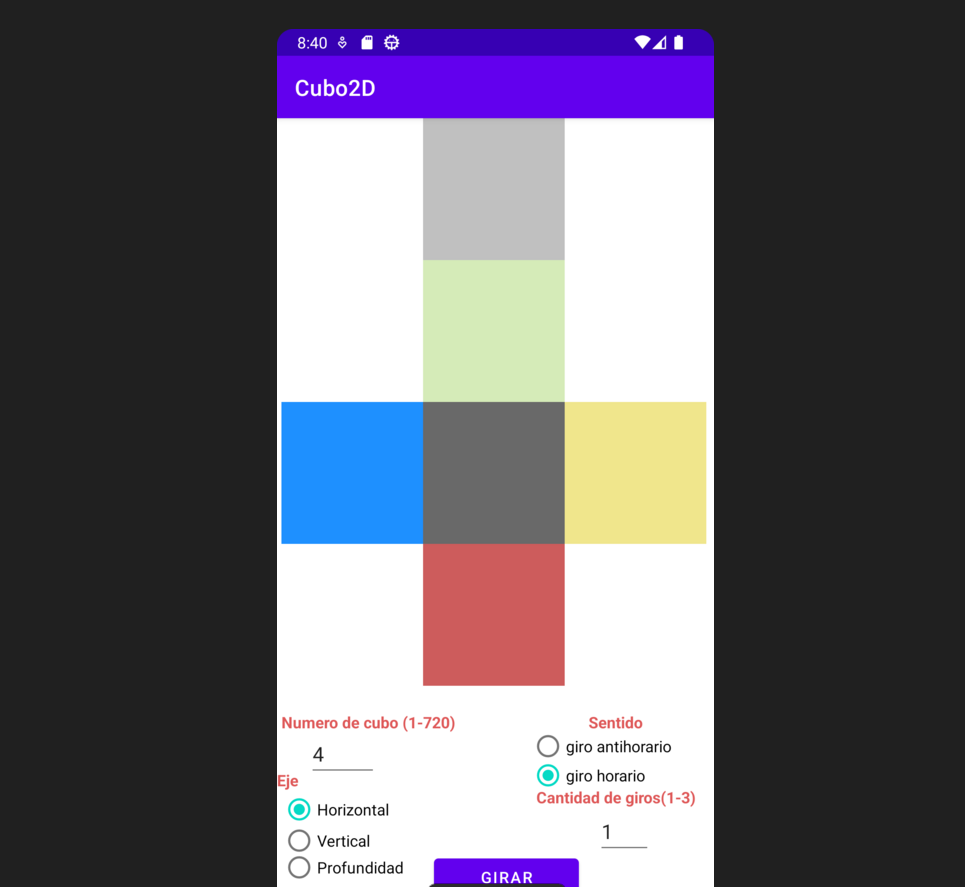 8:40
Cubo2D
Numero de cubo (1-720)
4
Eje
Horizontal
Vertical
Profundidad
Sentido
giro antihorario
giro horario
Cantidad de giros(1-3)
1
GIRAR